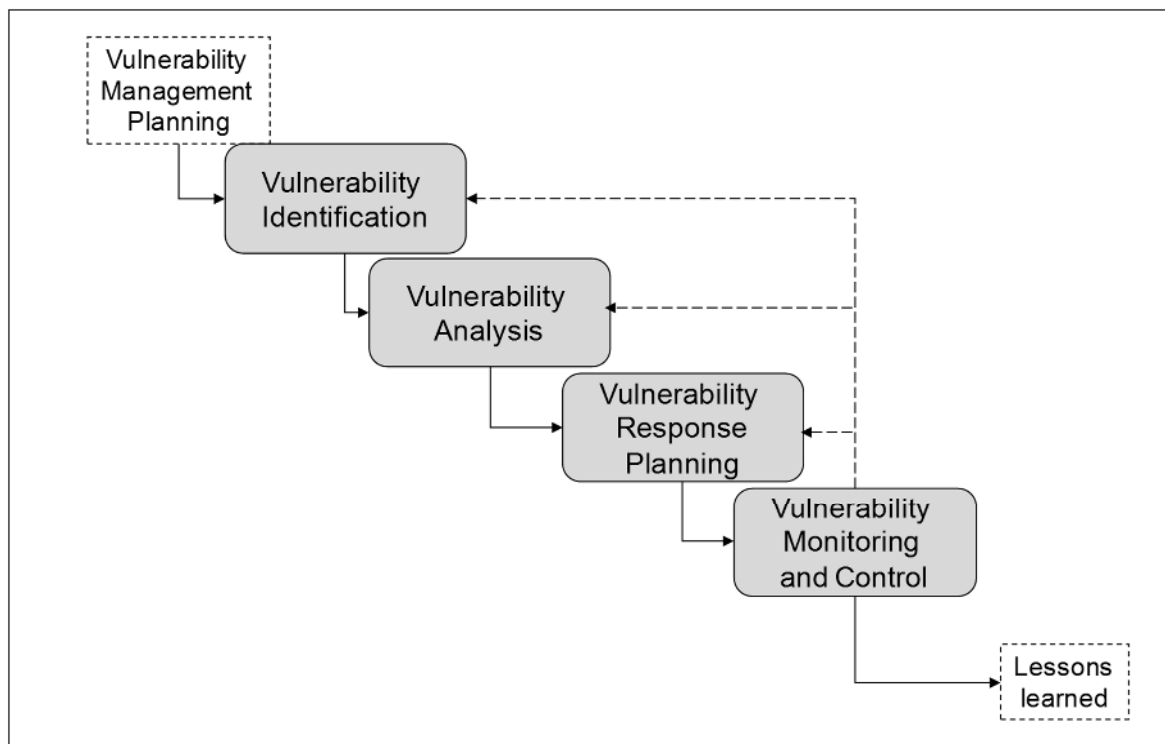 Vulnerability
Management
Planning
Vulnerability
Identification
Vulnerability
Analysis
Vulnerability
Response
Planning
Vulnerability
Monitoring
and Control
Lessons
learned